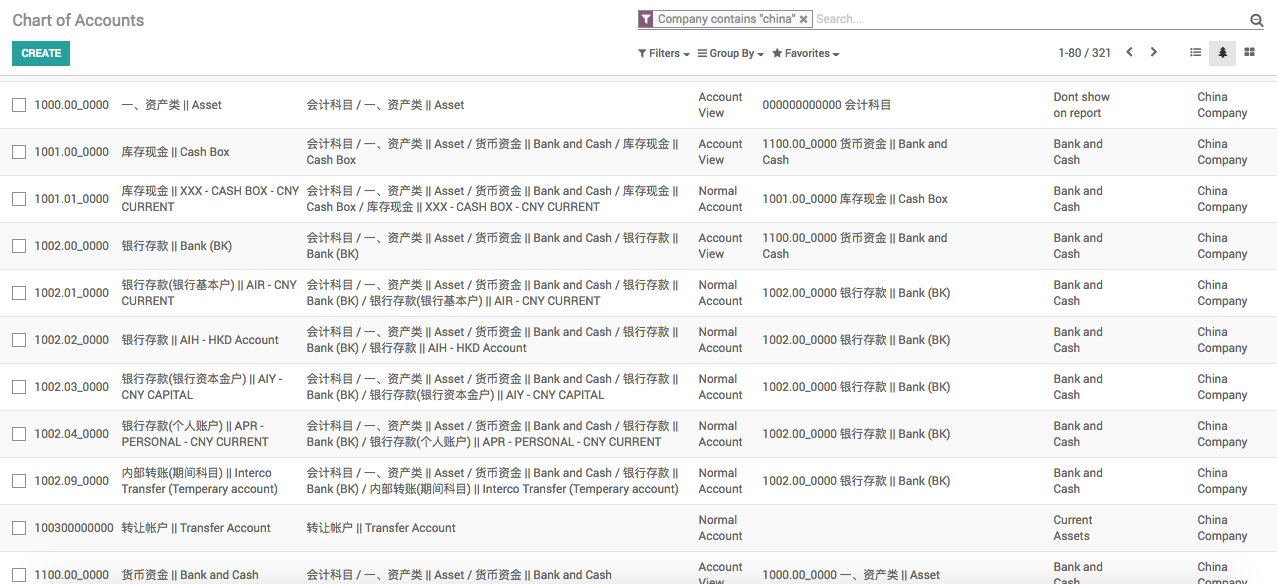 Chart of Accounts
Company contains "china" ×
Search...
CREATE
Filters
Group By
Favorites
1-80 / 321
1000.00_0000 一、资产类 || Asset 会计科目 / 一、资产类 || Asset Account View 000000000000 会计科目 Dont show on report China Company
1001.00_0000 库存现金 || Cash Box 会计科目 / 一、资产类 || Asset / 货币资金 || Bank and Cash / 库存现金 || Cash Box Account View 1100.00_0000 货币资金 || Bank and Cash Bank and Cash China Company
1001.01_0000 库存现金 || XXX - CASH BOX - CNY CURRENT 会计科目 / 一、资产类 || Asset / 货币资金 || Bank and Cash / 库存现金 || Cash Box / 库存现金 || XXX - CASH BOX - CNY CURRENT Normal Account 1001.00_0000 库存现金 || Cash Box Bank and Cash China Company
1002.00_0000 银行存款 || Bank (BK) 会计科目 / 一、资产类 || Asset / 货币资金 || Bank and Cash / 银行存款 || Bank (BK) Account View 1100.00_0000 货币资金 || Bank and Cash Bank and Cash China Company
1002.01_0000 银行存款(银行基本户) || AIR - CNY CURRENT 会计科目 / 一、资产类 || Asset / 货币资金 || Bank and Cash / 银行存款 || Bank (BK) / 银行存款(银行基本户) || AIR - CNY CURRENT Normal Account 1002.00_0000 银行存款 || Bank (BK) Bank and Cash China Company
1002.02_0000 银行存款 || AIH - HKD Account 会计科目 / 一、资产类 || Asset / 货币资金 || Bank and Cash / 银行存款 || Bank (BK) / 银行存款 || AIH - HKD Account Normal Account 1002.00_0000 银行存款 || Bank (BK) Bank and Cash China Company
1002.03_0000 银行存款(银行资本金户) || AIY - CNY CAPITAL 会计科目 / 一、资产类 || Asset / 货币资金 || Bank and Cash / 银行存款 || Bank (BK) / 银行存款(银行资本金户) || AIY - CNY CAPITAL Normal Account 1002.00_0000 银行存款 || Bank (BK) Bank and Cash China Company
1002.04_0000 银行存款(个人账户) || APR - PERSONAL - CNY CURRENT 会计科目 / 一、资产类 || Asset / 货币资金 || Bank and Cash / 银行存款 || Bank (BK) / 银行存款(个人账户) || APR - PERSONAL - CNY CURRENT Normal Account 1002.00_0000 银行存款 || Bank (BK) Bank and Cash China Company
1002.09_0000 内部转账(期间科目) || Interco Transfer (Temperary account) 会计科目 / 一、资产类 || Asset / 货币资金 || Bank and Cash / 银行存款 || Bank (BK) / 内部转账(期间科目) || Interco Transfer (Temperary account) Normal Account 1002.00_0000 银行存款 || Bank (BK) Bank and Cash China Company
100300000000 转让帐户 || Transfer Account 转让帐户 || Transfer Account Normal Account Current Assets China Company
1100.00_0000 货币资金 || Bank and Cash 会计科目 / 一、资产类 || Asset / 货币资金 || Bank and Cash Account View 1000.00_0000 一、资产类 || Asset Bank and Cash China Company